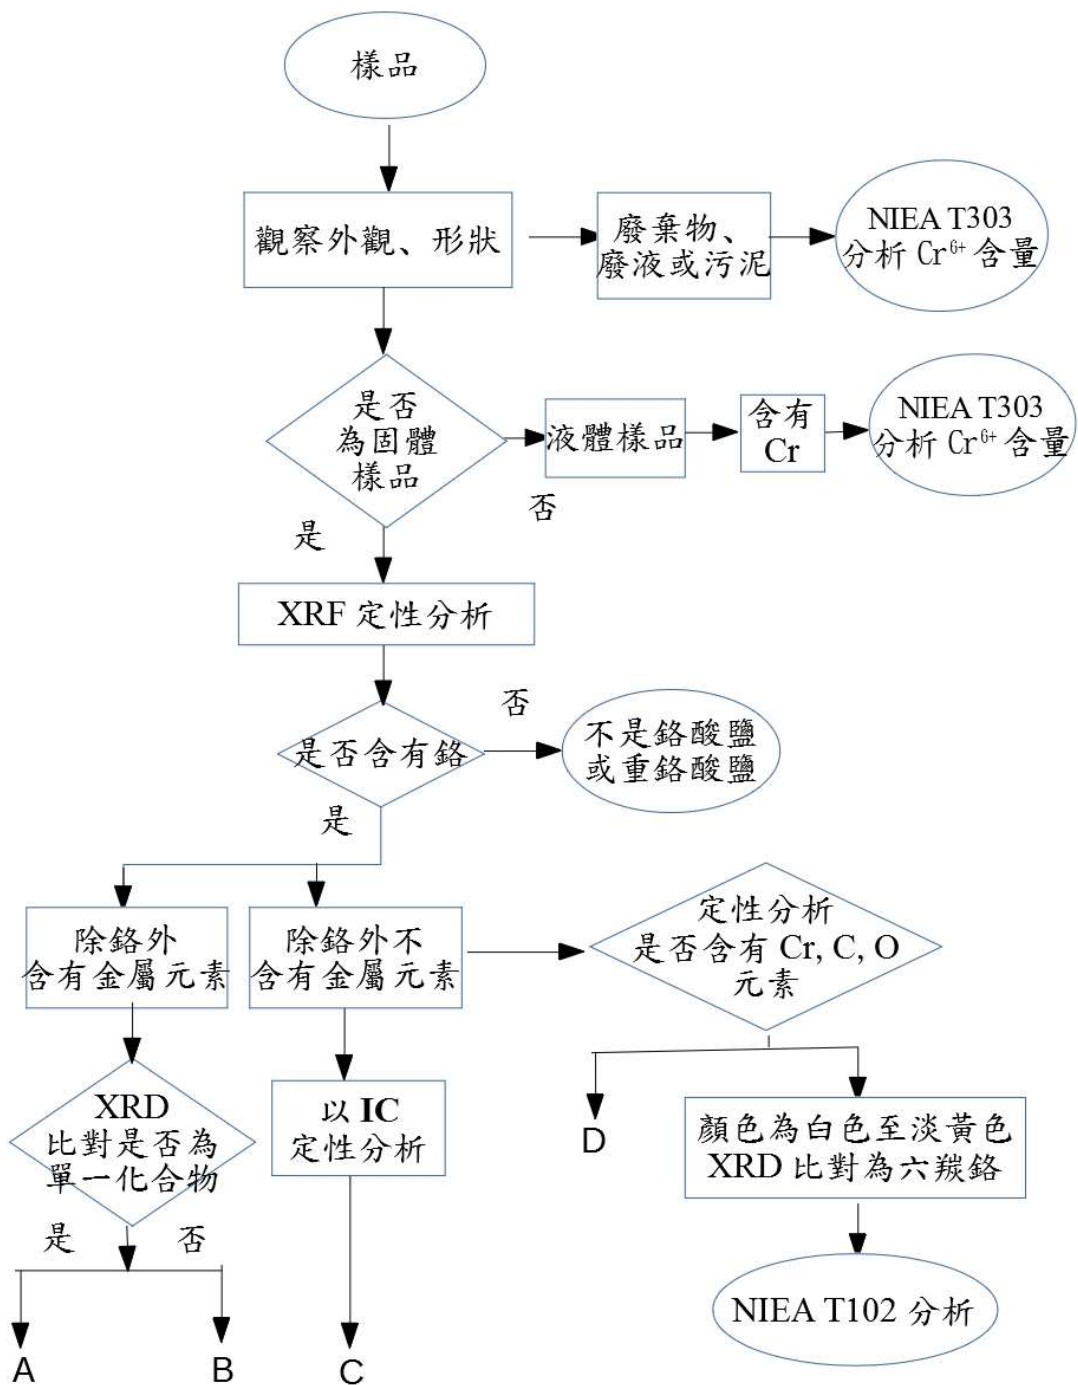 樣品
觀察外觀、形狀
廢棄物、
廢液或污泥
NIEA T303
分析 Cr⁶⁺ 含量
是否
為固體
樣品
液體樣品
含有
Cr
NIEA T303
分析 Cr⁶⁺ 含量
否
是
XRF 定性分析
是否含有鉻
否
不是鉻酸鹽
或重鉻酸鹽
是
除鉻外
含有金屬元素
除鉻外不
含有金屬元素
定性分析
是否含有 Cr, C, O
元素
XRD
比對是否為
單一化合物
以 IC
定性分析
D
顏色為白色至淡黃色
XRD 比對為六羰鉻
是
否
NIEA T102 分析
A
B
C